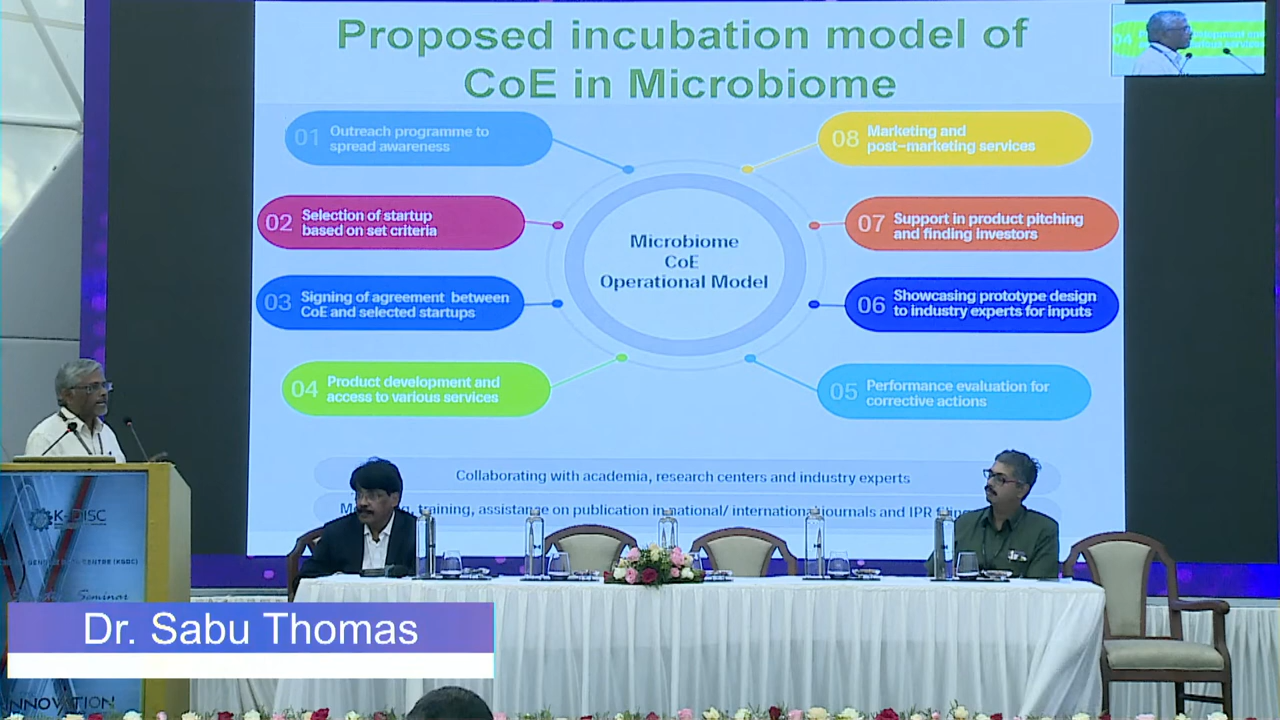 Proposed incubation model of
CoE in Microbiome
01 Outreach programme to
spread awareness
02 Selection of startup
based on set criteria
03 Signing of agreement between
CoE and selected startups
04 Product development and
access to various services
08 Marketing and
post-marketing services
07 Support in product pitching
and finding investors
06 Showcasing prototype design
to industry experts for inputs
05 Performance evaluation for
corrective actions
Microbiome
CoE
Operational Model
Collaborating with academia, research centers and industry experts
training, assistance on publication in national/ international journals and IPR
K-DISC
CENTRE (KGDC)
Seminar
Dr. Sabu Thomas
04